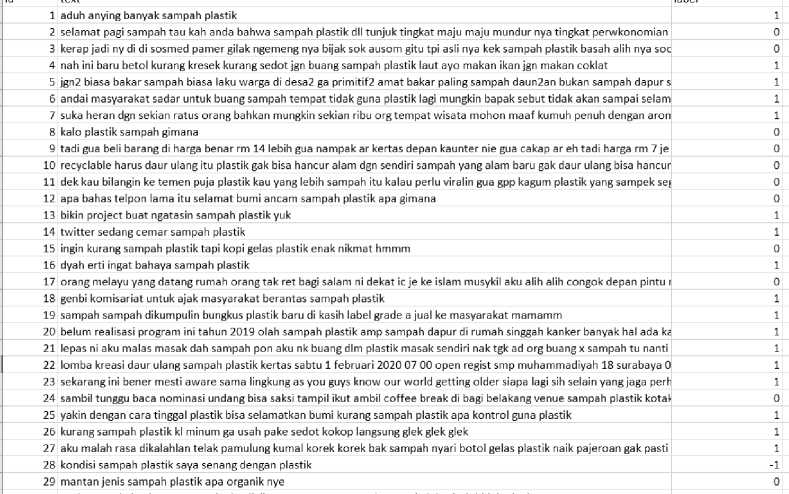 id text label
1 aduh anying banyak sampah plastik 1
2 selamat pagi sampah tau kah anda bahwa sampah plastik dll tunjuk tingkat maju maju mundur nya tingkat perwkonomian 0
3 kerap jadi ny di di sosmed pamer gilak ngemeng nya bijak sok ausom gitu tpi asli nya kek sampah plastik basah alih nya soc 0
4 nah ini baru betol kurang kresek kurang sedot jgn buang sampah plastik laut ayo makan ikan jgn makan coklat 1
5 jgn2 biasa bakar sampah biasa laku warga di desa2 ga primitif2 amat bakar paling sampah daun2an bukan sampah dapur s 1
6 andai masyarakat sadar untuk buang sampah tempat tidak guna plastik lagi mungkin bapak sebut tidak akan sampai selam 1
7 suka heran dgn sekian ratus orang bahkan mungkin sekian ribu org tempat wisata mohon maaf kumuh penuh dengan aron 1
8 kalo plastik sampah gimana 0
9 tadi gua beli barang di harga benar rm 14 lebih gua nampak ar kertas depan kaunter nie gua cakap ar eh tadi harga rm 7 je 0
10 recyclable harus daur ulang itu plastik gak bisa hancur alam dgn sendiri sampah yang alam baru gak daur ulang bisa hancur 0
11 dek kau bilangin ke temen puja plastik kau yang lebih sampah itu kalau perlu viralin gua gpp kagum plastik yang sampek seg 0
12 apa bahas telpon lama itu selamat bumi ancam sampah plastik apa gimana 0
13 bikin project buat ngatasin sampah plastik yuk 1
14 twitter sedang cemar sampah plastik 1
15 ingin kurang sampah plastik tapi kopi gelas plastik enak nikmat hmmm 0
16 dyah erti ingat bahaya sampah plastik 1
17 orang melayu yang datang rumah orang tak ret bagi salam ni dekat ic je ke islam musykil aku alih alih congok depan pintu 0
18 genbi komisariat untuk ajak masyarakat berantas sampah plastik 1
19 sampah sampah dikumpulin bungkus plastik baru di kasih label grade a jual ke masyarakat mamamm 1
20 belum realisasi program ini tahun 2019 olah sampah plastik amp sampah dapur di rumah singgah kanker banyak hal ada ka 1
21 lepas ni aku malas masak dah sampah pon aku nk buang dlm plastik masak sendiri nak tgk ad org buang x sampah tu nanti 1
22 lomba kreasi daur ulang sampah plastik kertas sabtu 1 februari 2020 07 00 open regist smp muhammadiyah 18 surabaya 0 1
23 sekarang ini bener mesti aware sama lingkung as you guys know our world getting older siapa lagi sih selain yang jaga perh 1
24 sambil tunggu baca nominasi undang bisa saksi tampil ikut ambil coffee break di bagi belakang venue sampah plastik kotak 0
25 yakin dengan cara tinggal plastik bisa selamatkan bumi kurang sampah plastik apa kontrol guna plastik 1
26 kurang sampah plastik kl minum ga usah pake sedot kokop langsung glek glek glek 1
27 aku malah rasa dikalahlan telak pamulung kumal korek korek bak sampah nyari botol gelas plastik naik pajeroan gak pasti 1
28 kondisi sampah plastik saya senang dengan plastik -1
29 mantan jenis sampah plastik apa organik nye 0